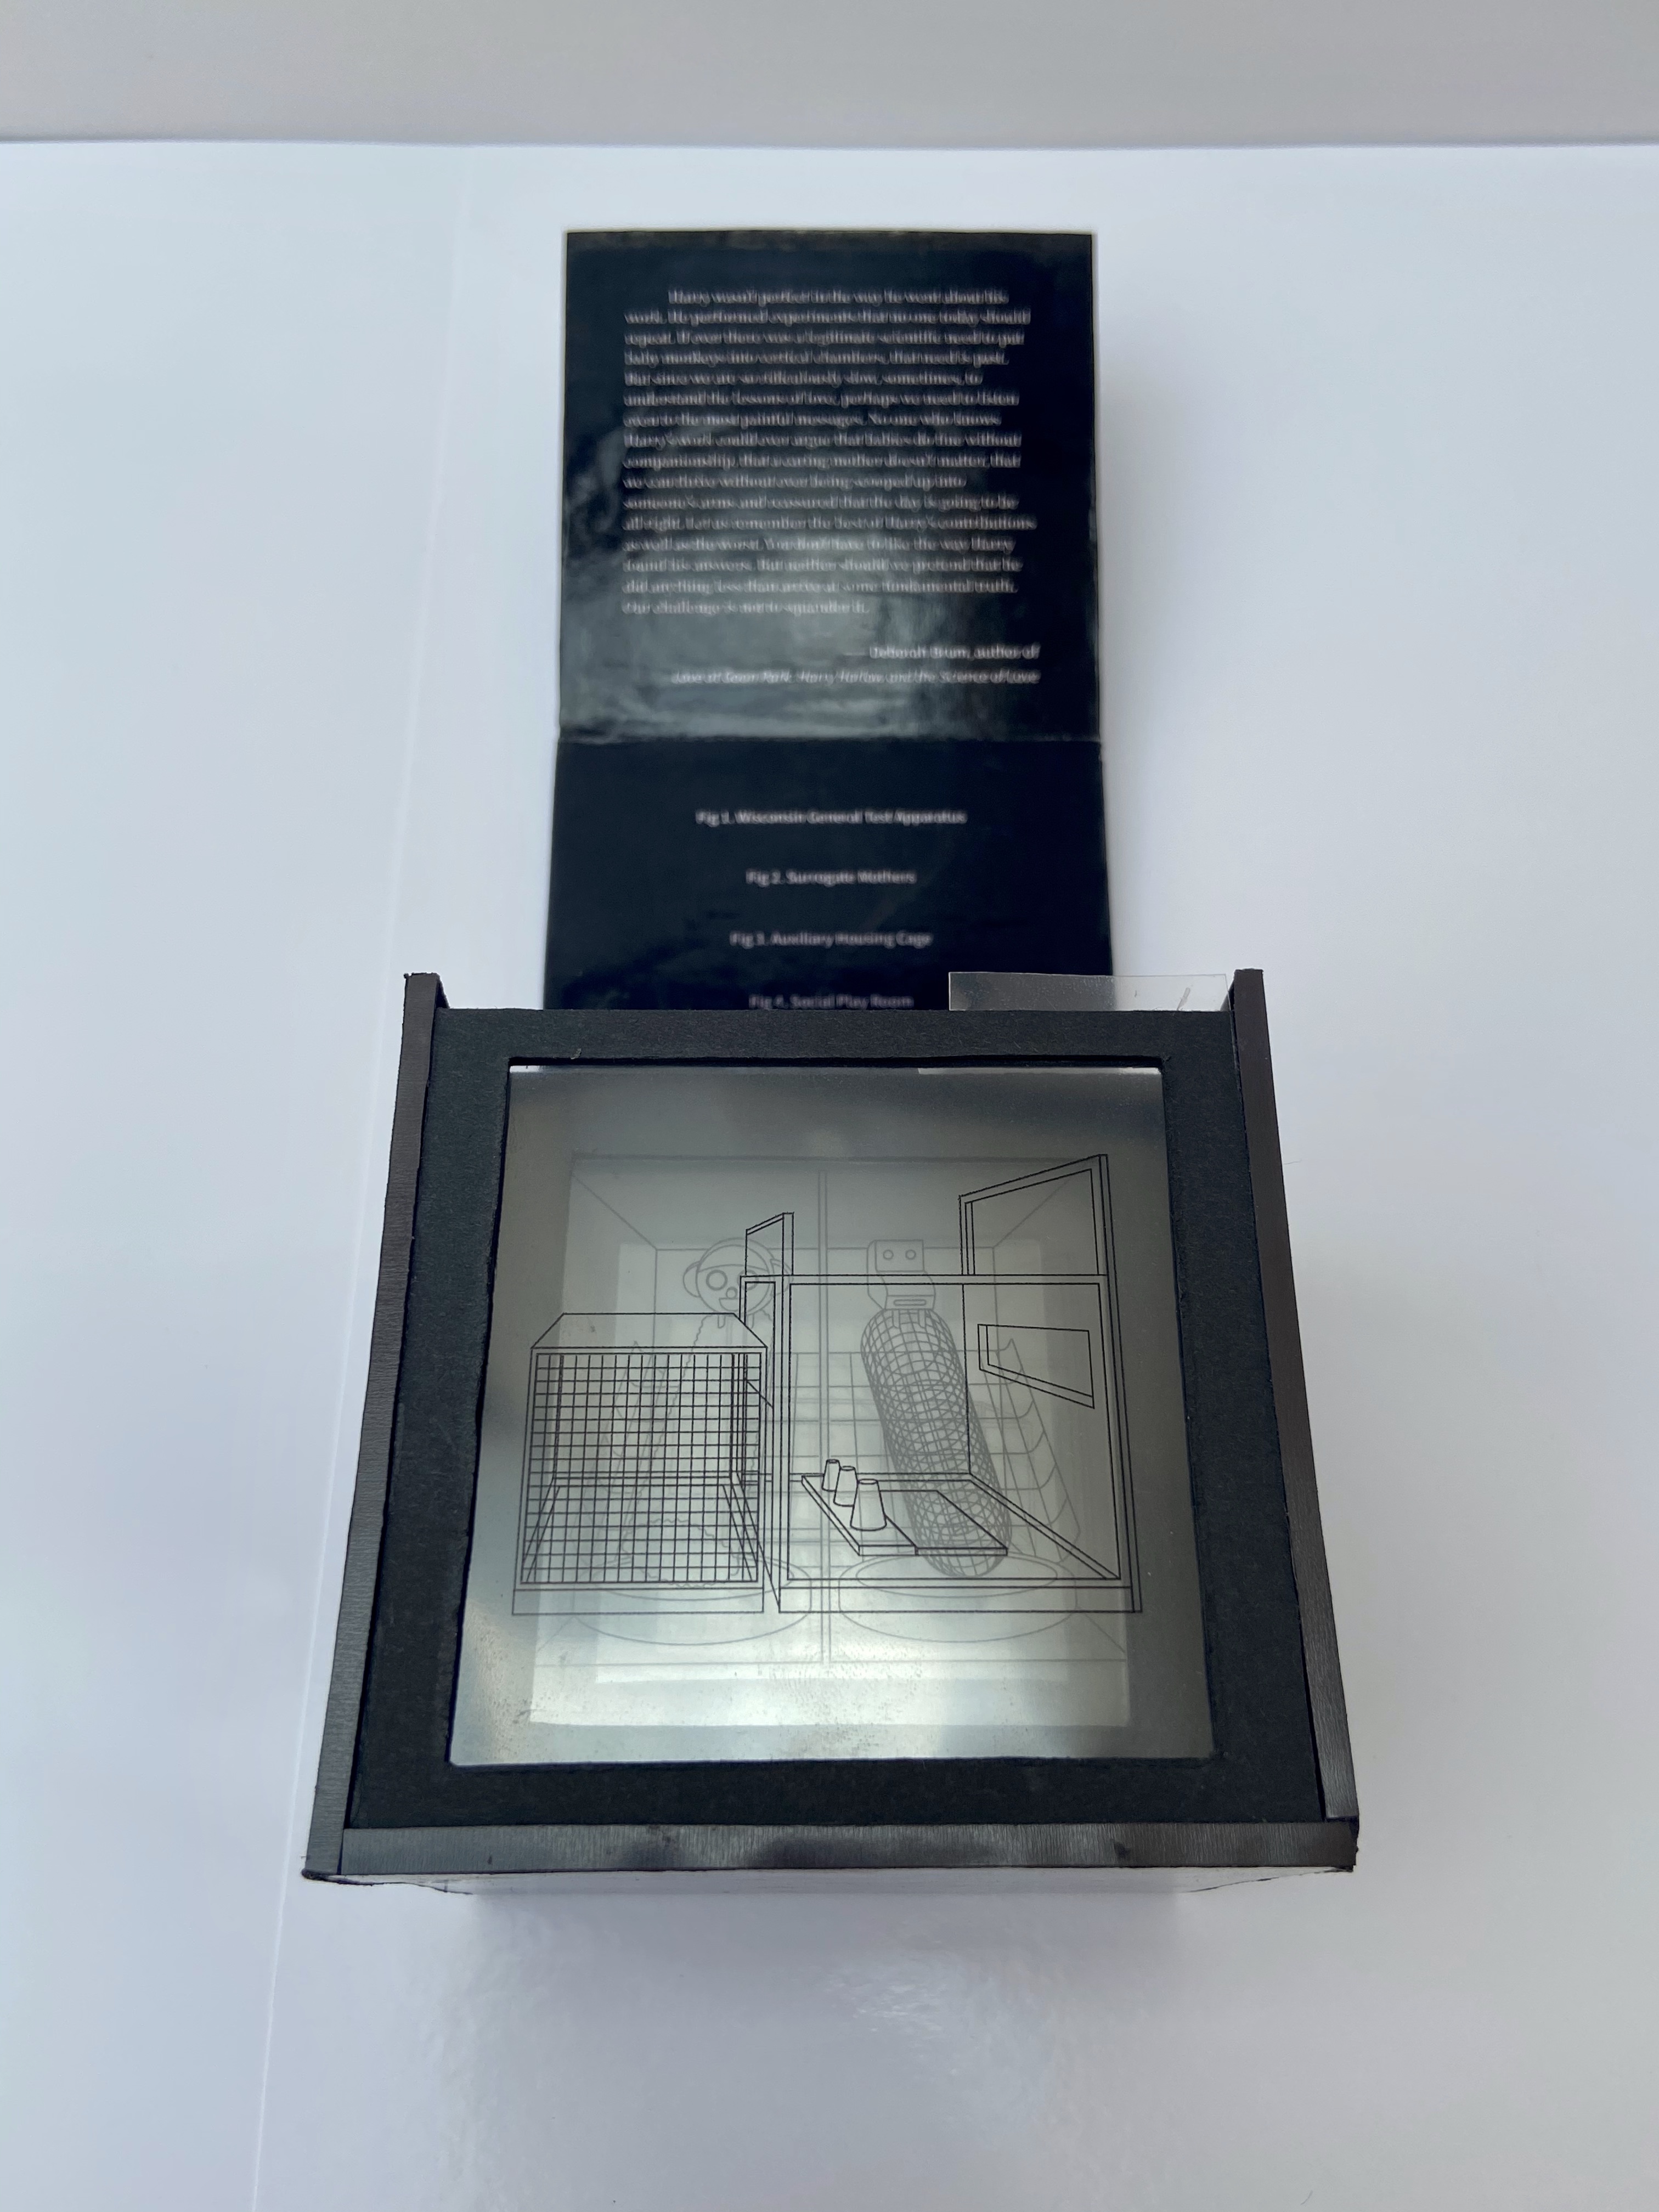 Harry wasn't perfect in the way he went about his
work. He performed experiments that no one today should
repeat. If ever there was a legitimate scientific need to put
baby monkeys into vertical chambers, that need is past.
But since we are so ridiculously slow, sometimes, to
understand the lessons of love, perhaps we need to listen
even to the most painful messages. No one who knows
Harry's work could ever argue that babies do fine without
companionship, that a caring mother doesn't matter, that
we can thrive without ever being scooped up into
someone's arms and reassured that the day is going to be
all right. Let us remember the best of Harry's contributions
as well as the worst. You don't have to like the way Harry
found his answers. But neither should we pretend that he
did anything less than arrive at some fundamental truth.
Our challenge is not to squander it.
—Deborah Blum, author of
Love at Goon Park: Harry Harlow and the Science of Love
Fig 1. Wisconsin General Test Apparatus
Fig 2. Surrogate Mothers
Fig 3. Auxiliary Housing Cage
Fig 4. Social Play Room